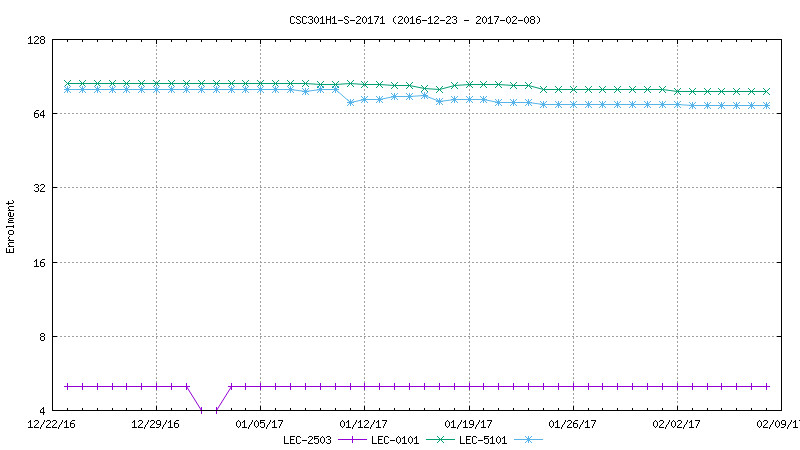 CSC301H1-S-20171 (2016-12-23 - 2017-02-08)
128
64
32
16
8
4
Enrolment
12/22/16 12/29/16 01/05/17 01/12/17 01/19/17 01/26/17 02/02/17 02/09/1
LEC-2503 LEC-0101 LEC-5101